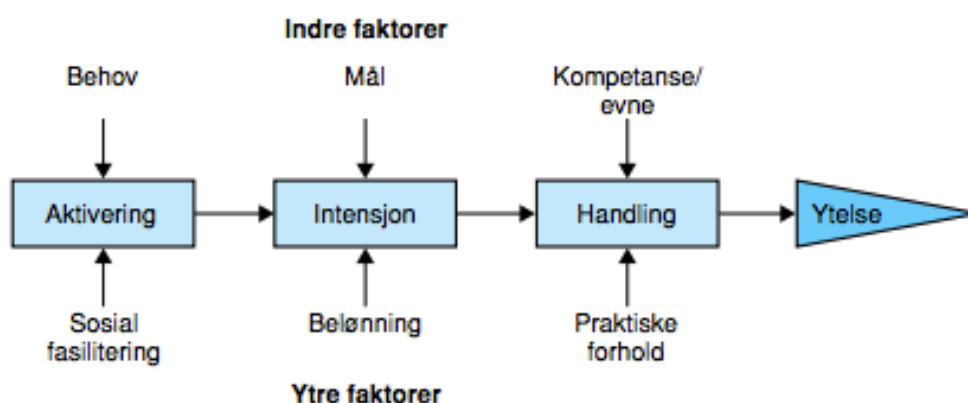 Indre faktorer
Behov
Mål
Kompetanse/
evne
Aktivering
Intensjon
Handling
Ytelse
Sosial
fasilitering
Belønning
Praktiske
forhold
Ytre faktorer